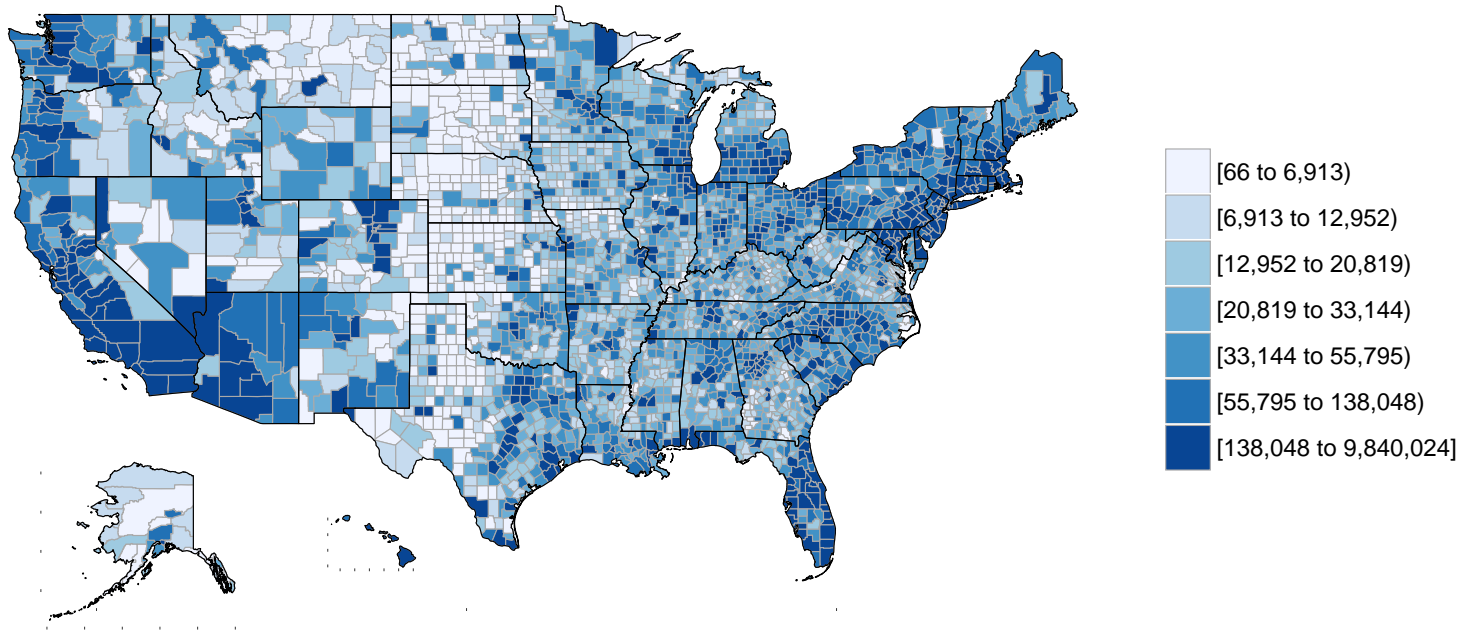 [66 to 6,913)
[6,913 to 12,952)
[12,952 to 20,819)
[20,819 to 33,144)
[33,144 to 55,795)
[55,795 to 138,048)
[138,048 to 9,840,024]